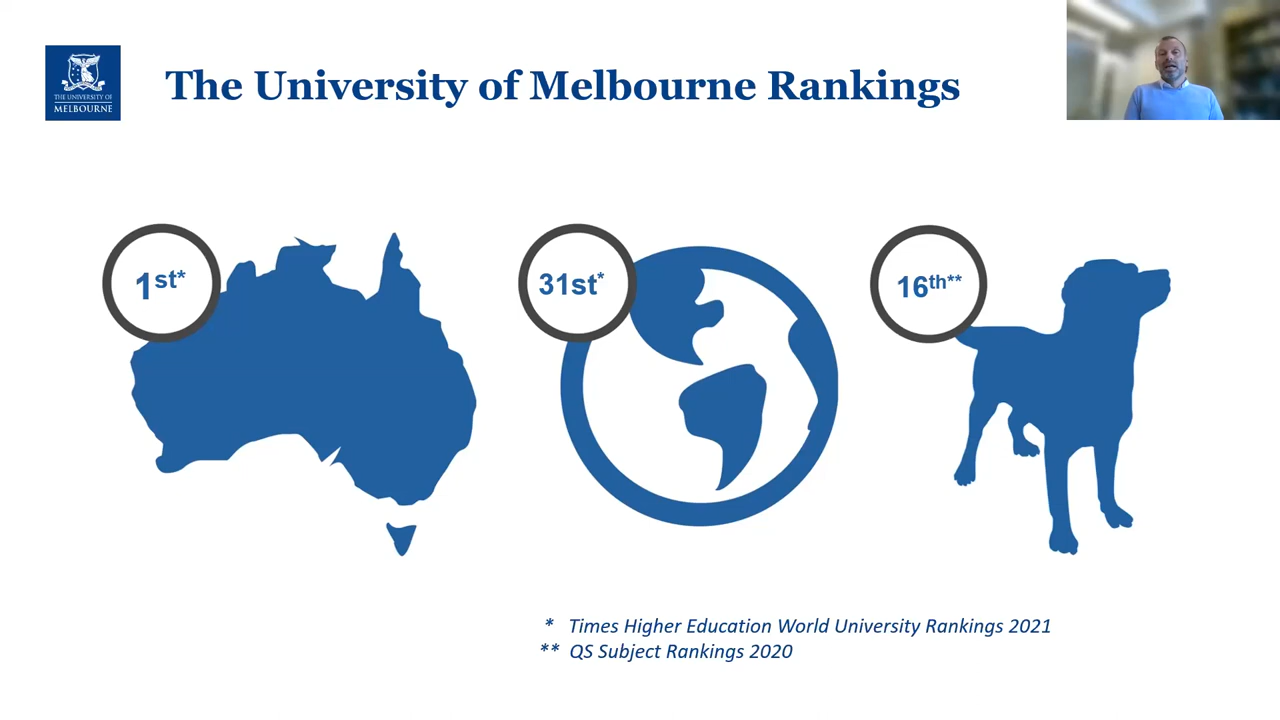 THE UNIVERSITY OF
MELBOURNE
The University of Melbourne Rankings
1st*
31st*
16th**
* Times Higher Education World University Rankings 2021
** QS Subject Rankings 2020